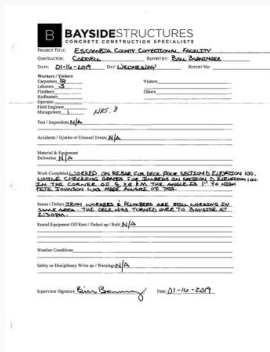 B BAYSIDESTRUCTURES
CONCRETE CONSTRUCTION SPECIALISTS
PROJECT TITLE: ESCAMBIA COUNTY CORRECTIONAL FACILITY
CONTRACTOR: CADDELL REPORT BY: BILL
DATE: 01-16-2019 DAY: WEDNESDAY REPORT No:
Workers / Visitors
Carpenters Visitors
Laborers 3
Finishers Others
Rodbusters
Operator
Field Engineer
Management 1 HRS. 8
Test / Inspections N/A
Accidents / Injuries or Unusual Events N/A
Material & Equipment
Deliveries N/A
Work Completed WORKED ON REBAR FOR DECK POUR SECTION D ELEVATION 100.
WHILE CHECKING GRADES FOR EMBEDS ON SECTION D ELEVATION 100
IN THE CORNER OF THE ANGLE IS 1" TO HIGH
PETE JOHNSON WAS MADE AWARE OF THIS.
Issues / Delays IRON WORKERS & PLUMBERS ARE STILL WORKING IN
SAME AREA. THE DECK WAS TURNED OVER TO BAYSIDE AT
2:30PM.
Rental Equipment Off Rent / Picked up / Held N/A
Weather Conditions
Safety or Disciplinary Write up / Warnings N/A
Supervisor Signature Date 01-16-2019